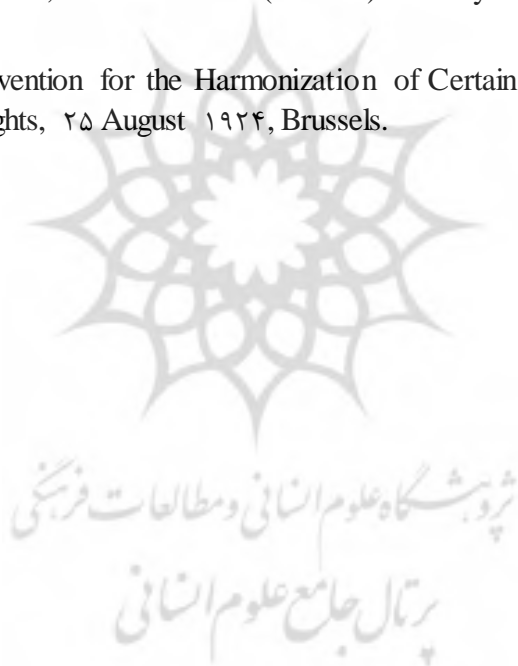 vention for the Harmonization of Certain
ghts, ۲۵ August ۱۹۲۴, Brussels.
پژوهشگاه علوم انسانی و مطالعات فرهنگی
پرتال جامع علوم انسانی